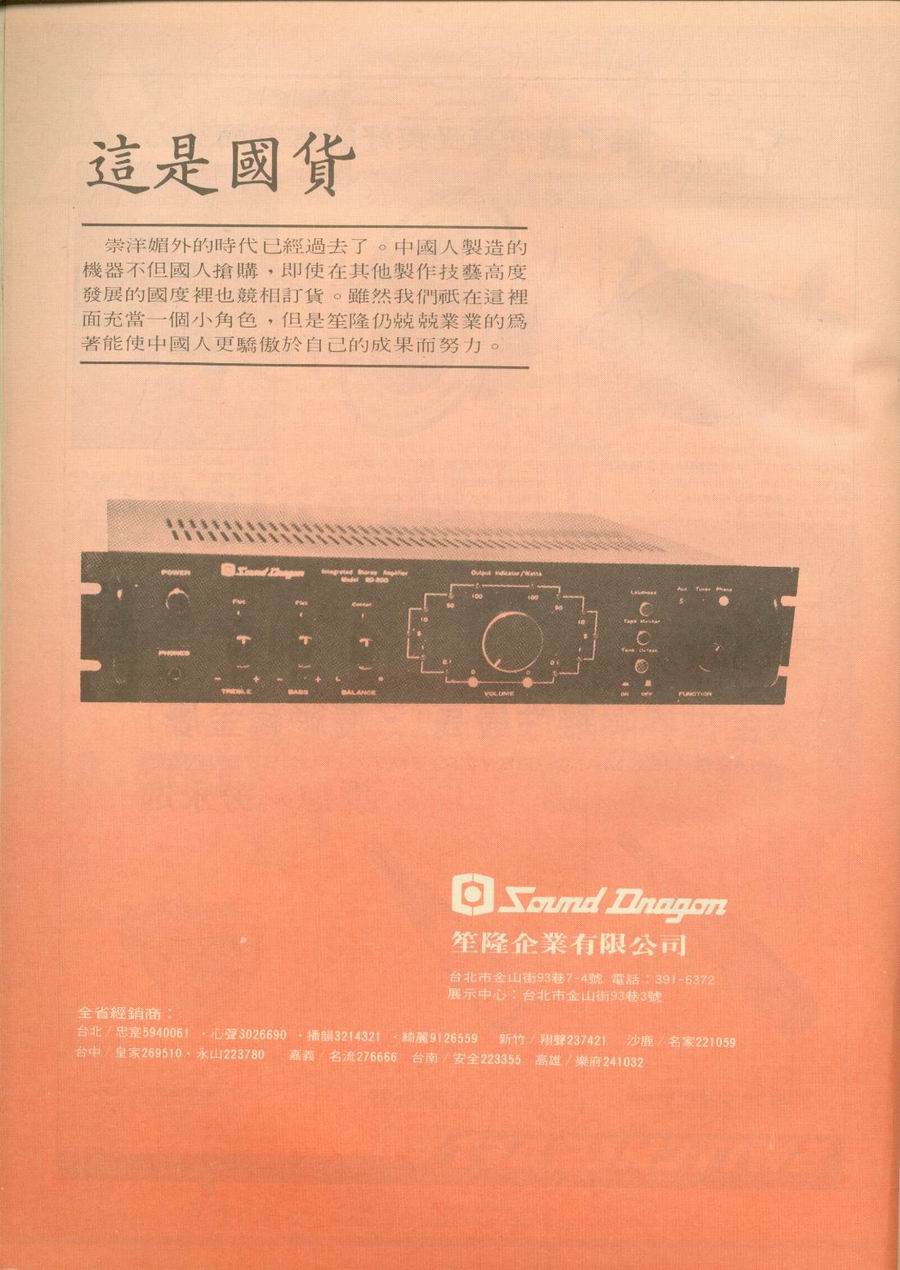 這是國貨
崇洋媚外的時代已經過去了。中國人製造的
機器不但國人搶購，即使在其他製作技藝高度
發展的國度裡也競相訂貨。雖然我們祇在這裡
面充當一個小角色，但是笙隆仍兢兢業業的爲
著能使中國人更驕傲於自己的成果而努力。
POWER
Sound Dragon
Integrated Stereo Amplifier
Model SD-200
Output Indicator/Watts
Loudness
Aux Tuner Phono
Flat Flat Center
100 100
50 50
10 10
Tape Monitor
PHONES
- + - + L R
TREBLE BASS BALANCE
VOLUME
ON OFF
FUNCTION
Sound Dragon
笙隆企業有限公司
台北市金山街93巷7-4號 電話：391-6372
展示中心：台北市金山街93巷3號
全省經銷商：
台北／忠寔5940061 ・心聲3026690 ・播韻3214321 ・綺麗9126559 新竹／翔聲237421 沙鹿／名家221059
台中／皇家269510・永山223780 嘉義／名流276666 台南／安全223355 高雄／樂府241032